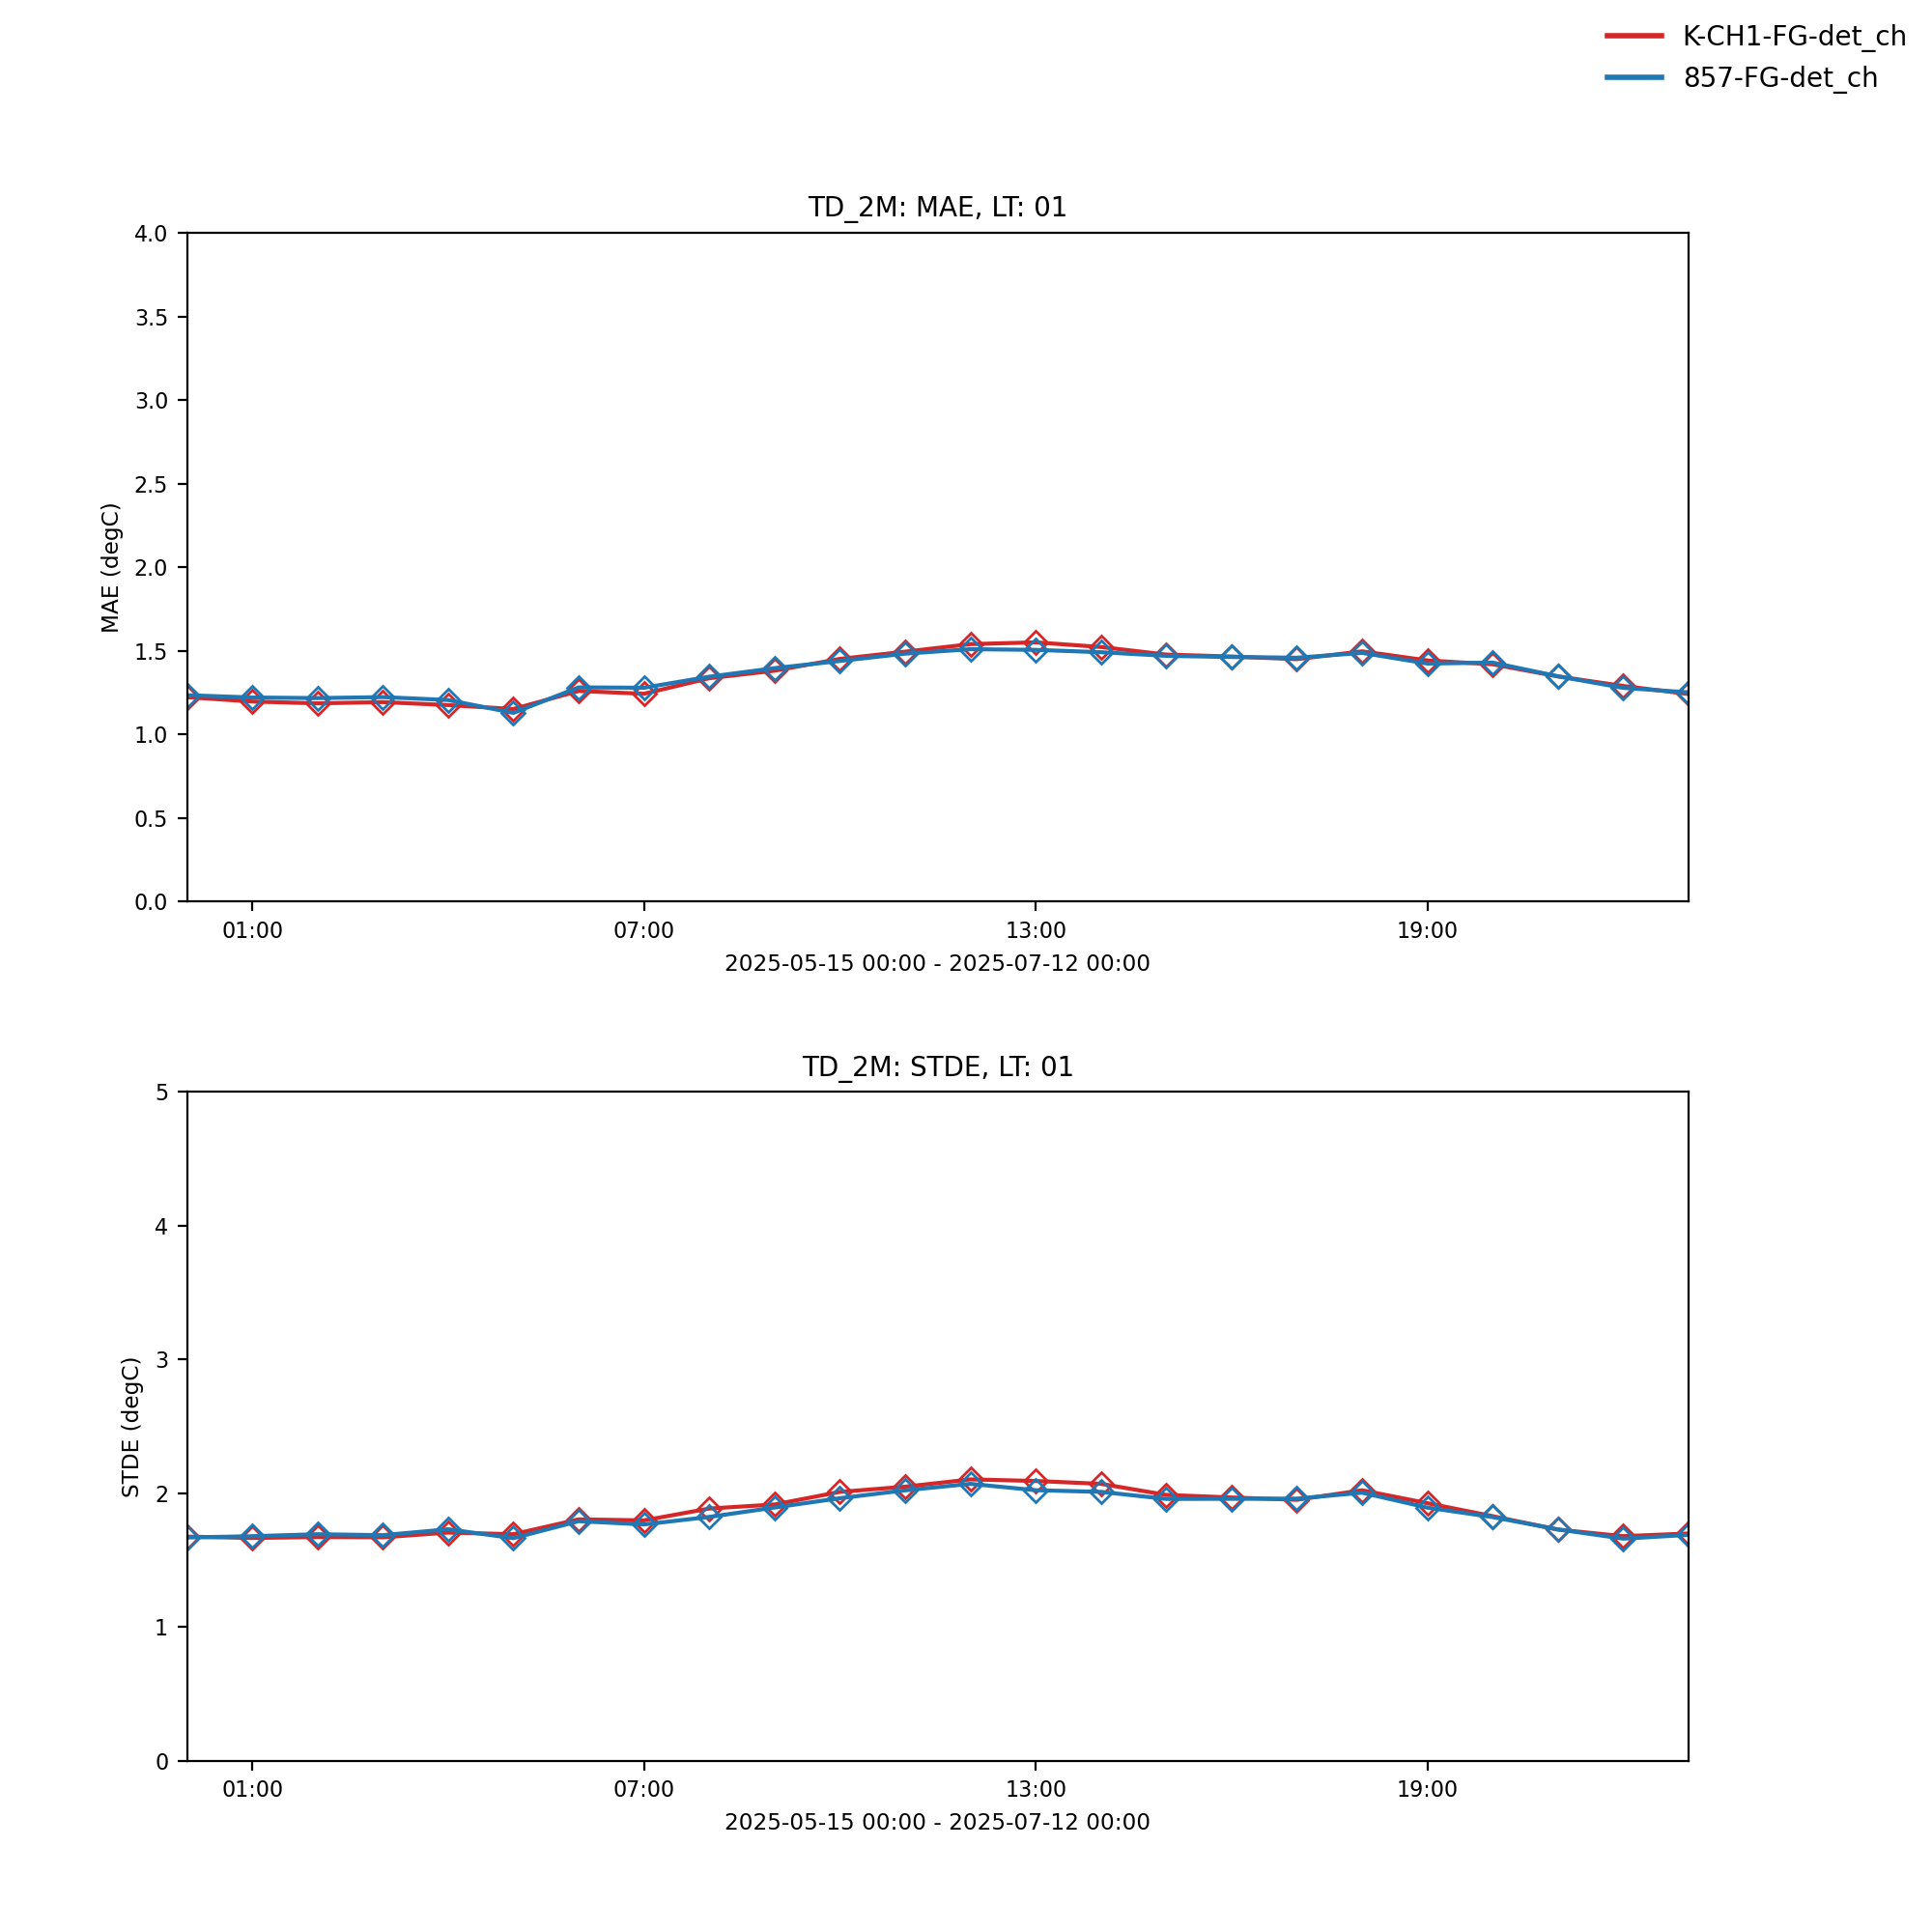 K-CH1-FG-det_ch
857-FG-det_ch
TD_2M: MAE, LT: 01
4.0
3.5
3.0
2.5
2.0
1.5
1.0
0.5
0.0
MAE (degC)
01:00 07:00 13:00 19:00
2025-05-15 00:00 - 2025-07-12 00:00
TD_2M: STDE, LT: 01
5
4
3
2
1
0
STDE (degC)
01:00 07:00 13:00 19:00
2025-05-15 00:00 - 2025-07-12 00:00